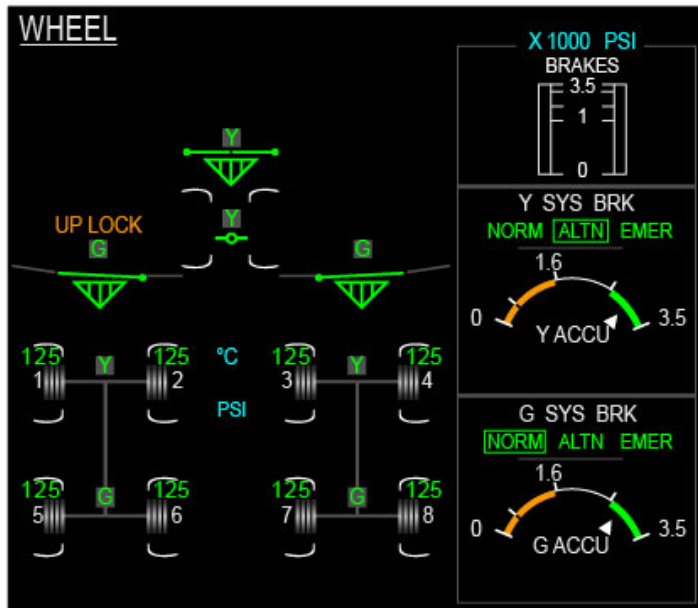 WHEEL
X 1000 PSI
BRAKES
3.5
1
0
Y
Y
UP LOCK
G
G
Y SYS BRK
NORM ALTN EMER
1.6
0
3.5
Y ACCU
125 125 °C 125 125
1 Y 2 3 Y 4
PSI
G SYS BRK
NORM ALTN EMER
1.6
0
3.5
G ACCU
125 G 125 125 G 125
5 6 7 8